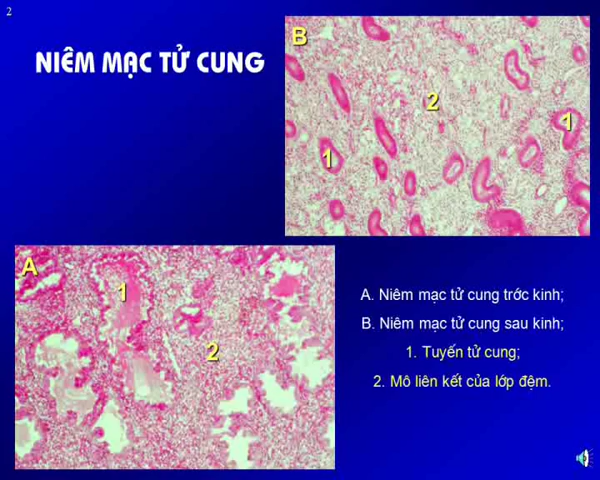 2
NIÊM MẠC TỬ CUNG
B
2
1
1
A
1
2
A. Niêm mạc tử cung trớc kinh;
B. Niêm mạc tử cung sau kinh;
1. Tuyến tử cung;
2. Mô liên kết của lớp đệm.